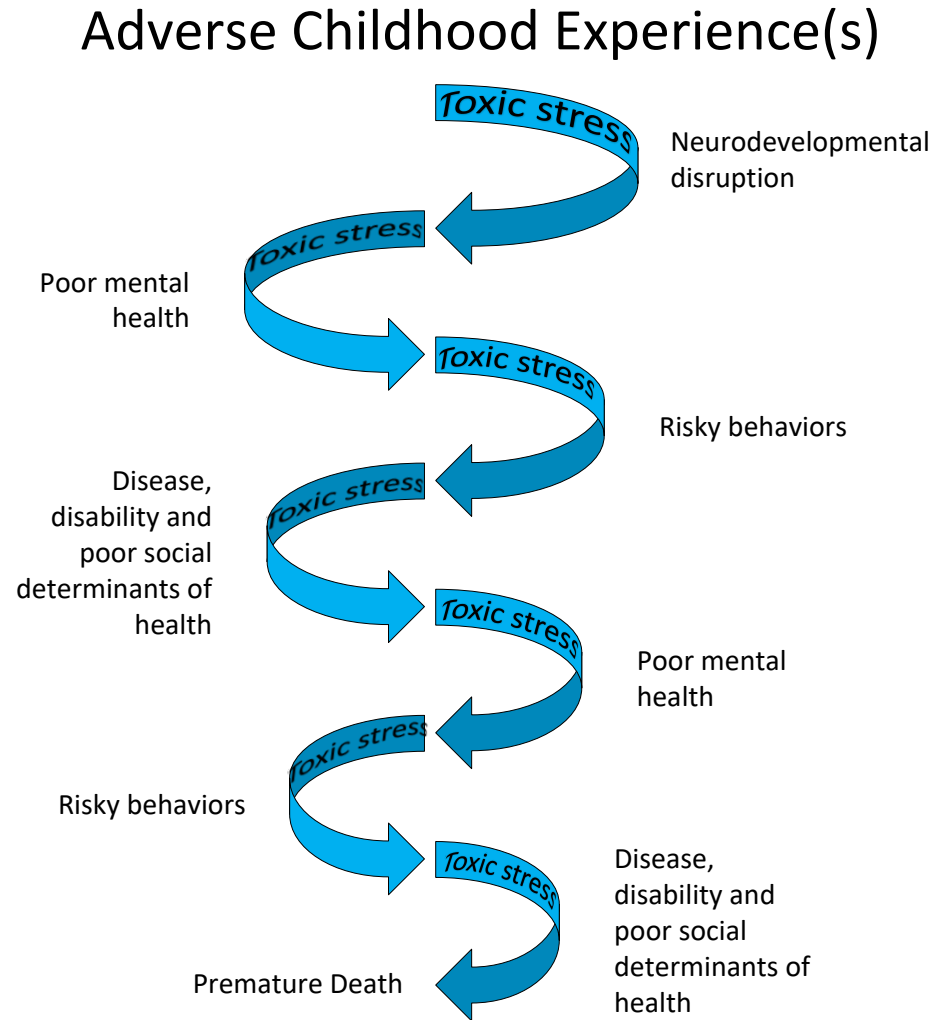 Adverse Childhood Experience(s)
Toxic stress
Neurodevelopmental
disruption
Toxic stress
Poor mental
health
Toxic stress
Risky behaviors
Toxic stress
Disease,
disability and
poor social
determinants of
health
Toxic stress
Poor mental
health
Toxic stress
Risky behaviors
Toxic stress
Disease,
disability and
poor social
determinants of
health
Premature Death